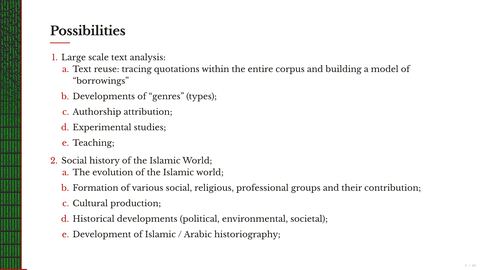 Possibilities
1. Large scale text analysis:
a. Text reuse: tracing quotations within the entire corpus and building a model of
“borrowings”
b. Developments of “genres” (types);
c. Authorship attribution;
d. Experimental studies;
e. Teaching;
2. Social history of the Islamic World;
a. The evolution of the Islamic world;
b. Formation of various social, religious, professional groups and their contribution;
c. Cultural production;
d. Historical developments (political, environmental, societal);
e. Development of Islamic / Arabic historiography;